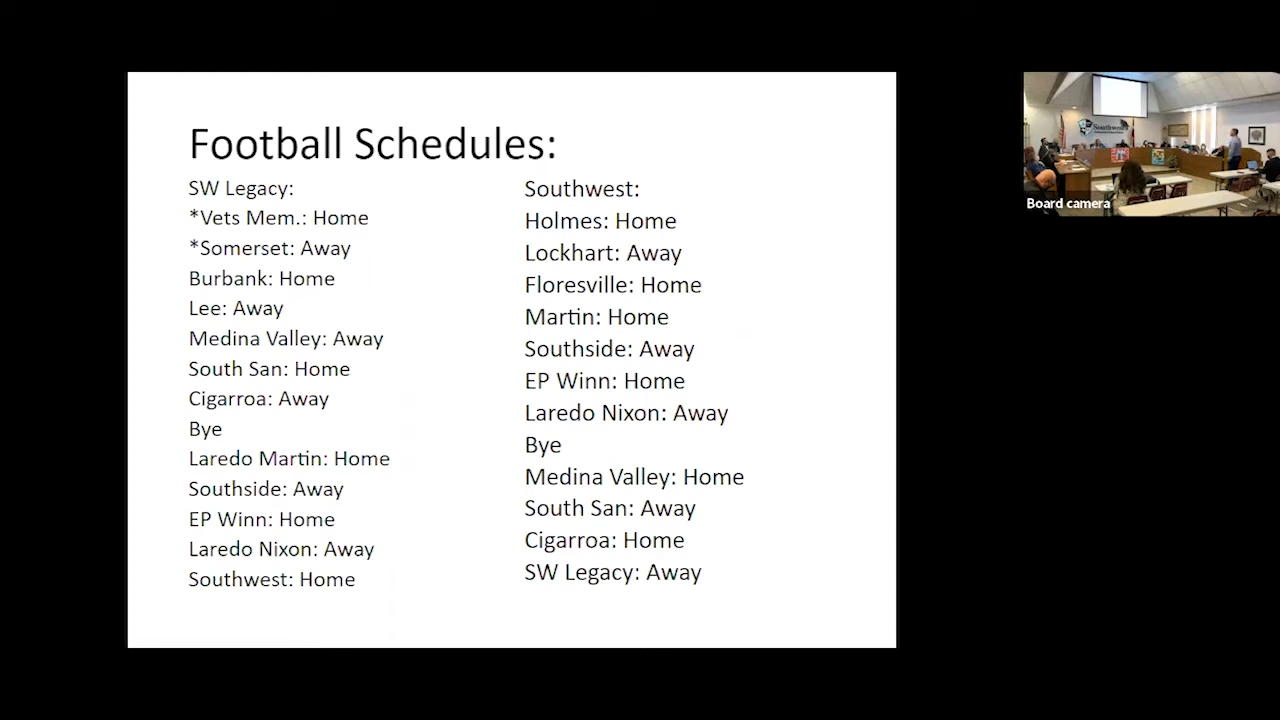 Football Schedules:
SW Legacy:
*Vets Mem.: Home
*Somerset: Away
Burbank: Home
Lee: Away
Medina Valley: Away
South San: Home
Cigarroa: Away
Bye
Laredo Martin: Home
Southside: Away
EP Winn: Home
Laredo Nixon: Away
Southwest: Home
Southwest:
Holmes: Home
Lockhart: Away
Floresville: Home
Martin: Home
Southside: Away
EP Winn: Home
Laredo Nixon: Away
Bye
Medina Valley: Home
South San: Away
Cigarroa: Home
SW Legacy: Away
Southwest
Board camera